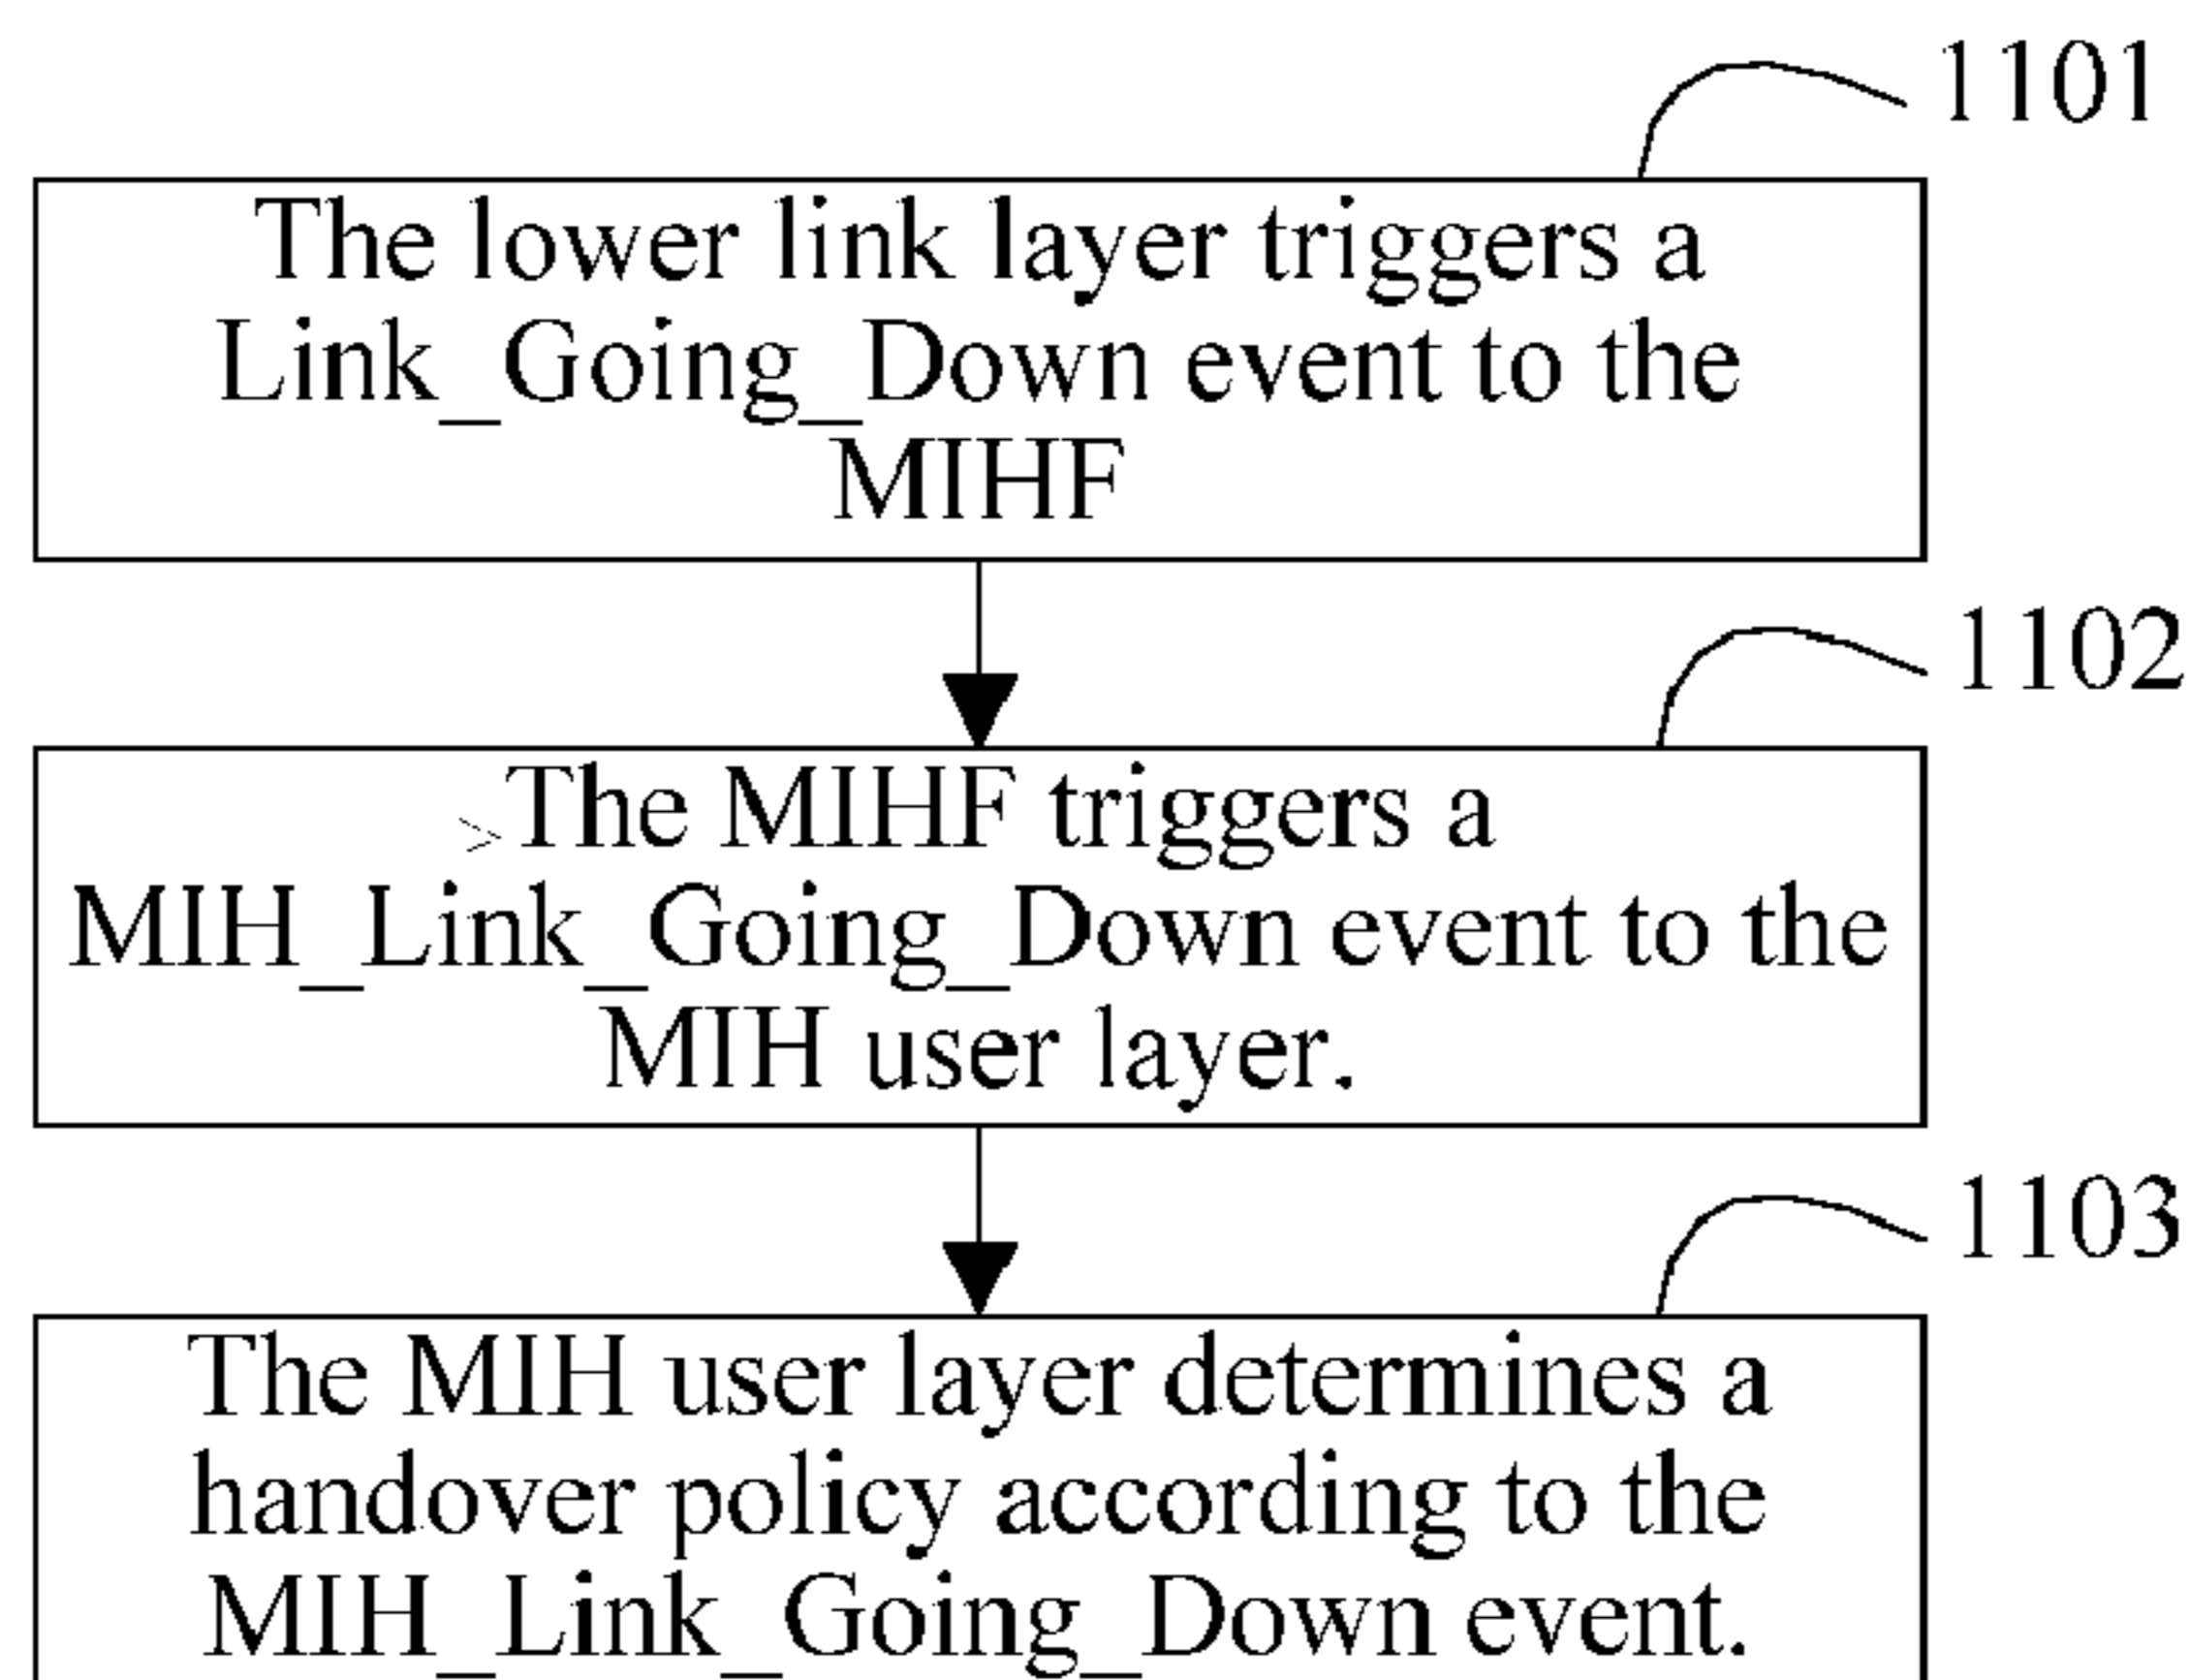 1101
The lower link layer triggers a
Link_Going_Down event to the
MIHF
1102
>The MIHF triggers a
MIH_Link_Going_Down event to the
MIH user layer.
1103
The MIH user layer determines a
handover policy according to the
MIH_Link_Going_Down event.